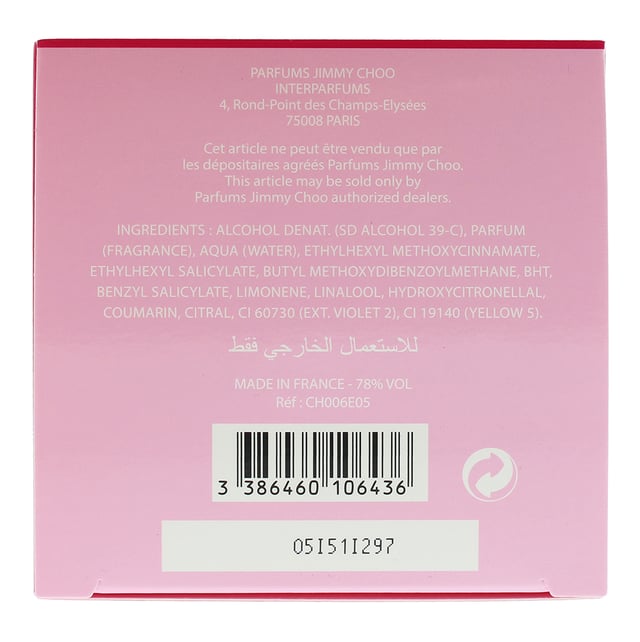 PARFUMS JIMMY CHOO
INTERPARFUMS
4, Rond-Point des Champs-Elysées
75008 PARIS
Cet article ne peut être vendu que par
les dépositaires agréés Parfums Jimmy Choo.
This article may be sold only by
Parfums Jimmy Choo authorized dealers.
INGREDIENTS : ALCOHOL DENAT. (SD ALCOHOL 39-C), PARFUM
(FRAGRANCE), AQUA (WATER), ETHYLHEXYL METHOXYCINNAMATE,
ETHYLHEXYL SALICYLATE, BUTYL METHOXYDIBENZOYLMETHANE, BHT,
BENZYL SALICYLATE, LIMONENE, LINALOOL, HYDROXYCITRONELLAL,
COUMARIN, CITRAL, CI 60730 (EXT. VIOLET 2), CI 19140 (YELLOW 5).
للاستعمال الخارجي فقط
MADE IN FRANCE - 78% VOL
Réf : CH006E05
3 386460 106436
05I51I297